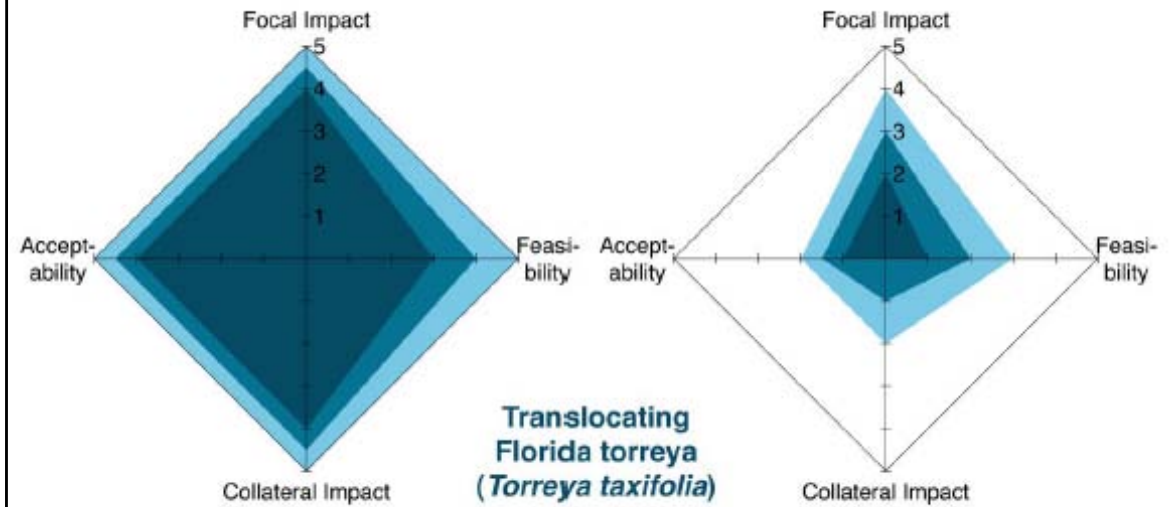 Focal Impact
5
4
3
2
1
Accept-
ability
Feasi-
bility
Collateral Impact
Focal Impact
5
4
3
2
1
Accept-
ability
Feasi-
bility
Collateral Impact
Translocating
Florida torreya
(Torreya taxifolia)